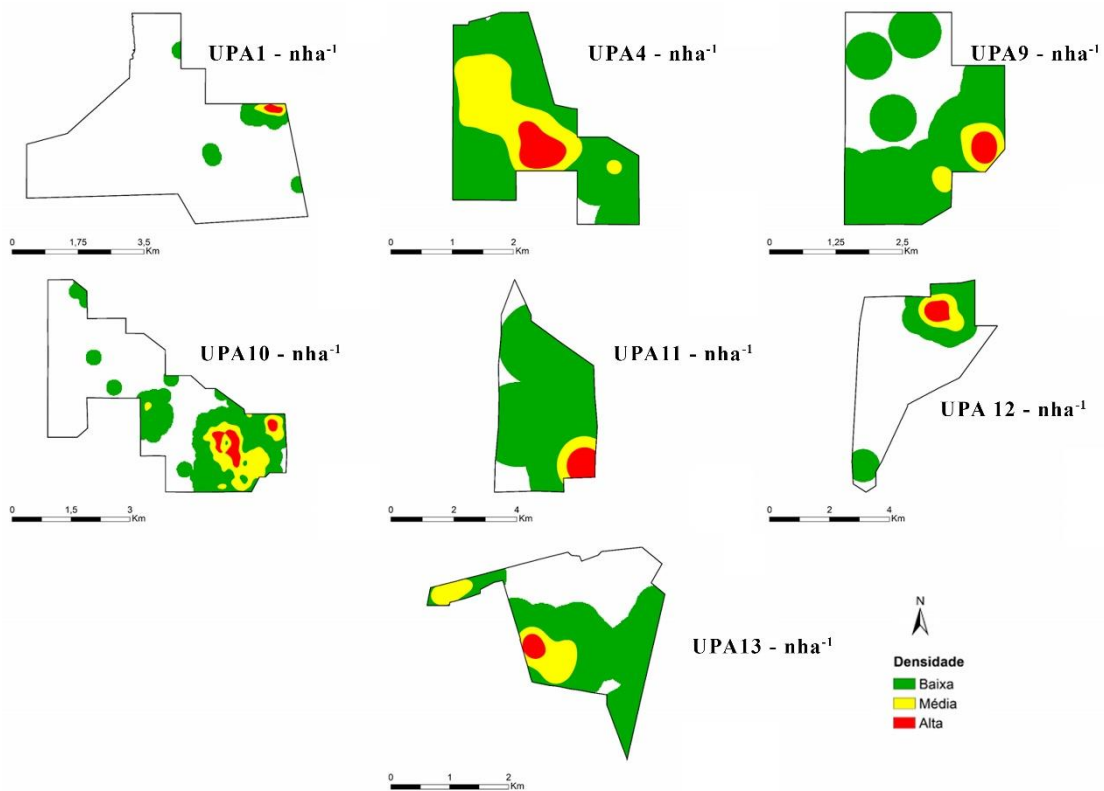 UPA1 - nha⁻¹
0 1,75 3,5
Km
UPA4 - nha⁻¹
0 1 2
Km
UPA9 - nha⁻¹
0 1,25 2,5
Km
UPA10 - nha⁻¹
0 1,5 3
Km
UPA11 - nha⁻¹
0 2 4
Km
UPA 12 - nha⁻¹
0 2 4
Km
UPA13 - nha⁻¹
0 1 2
Km
N
Densidade
Baixa
Média
Alta